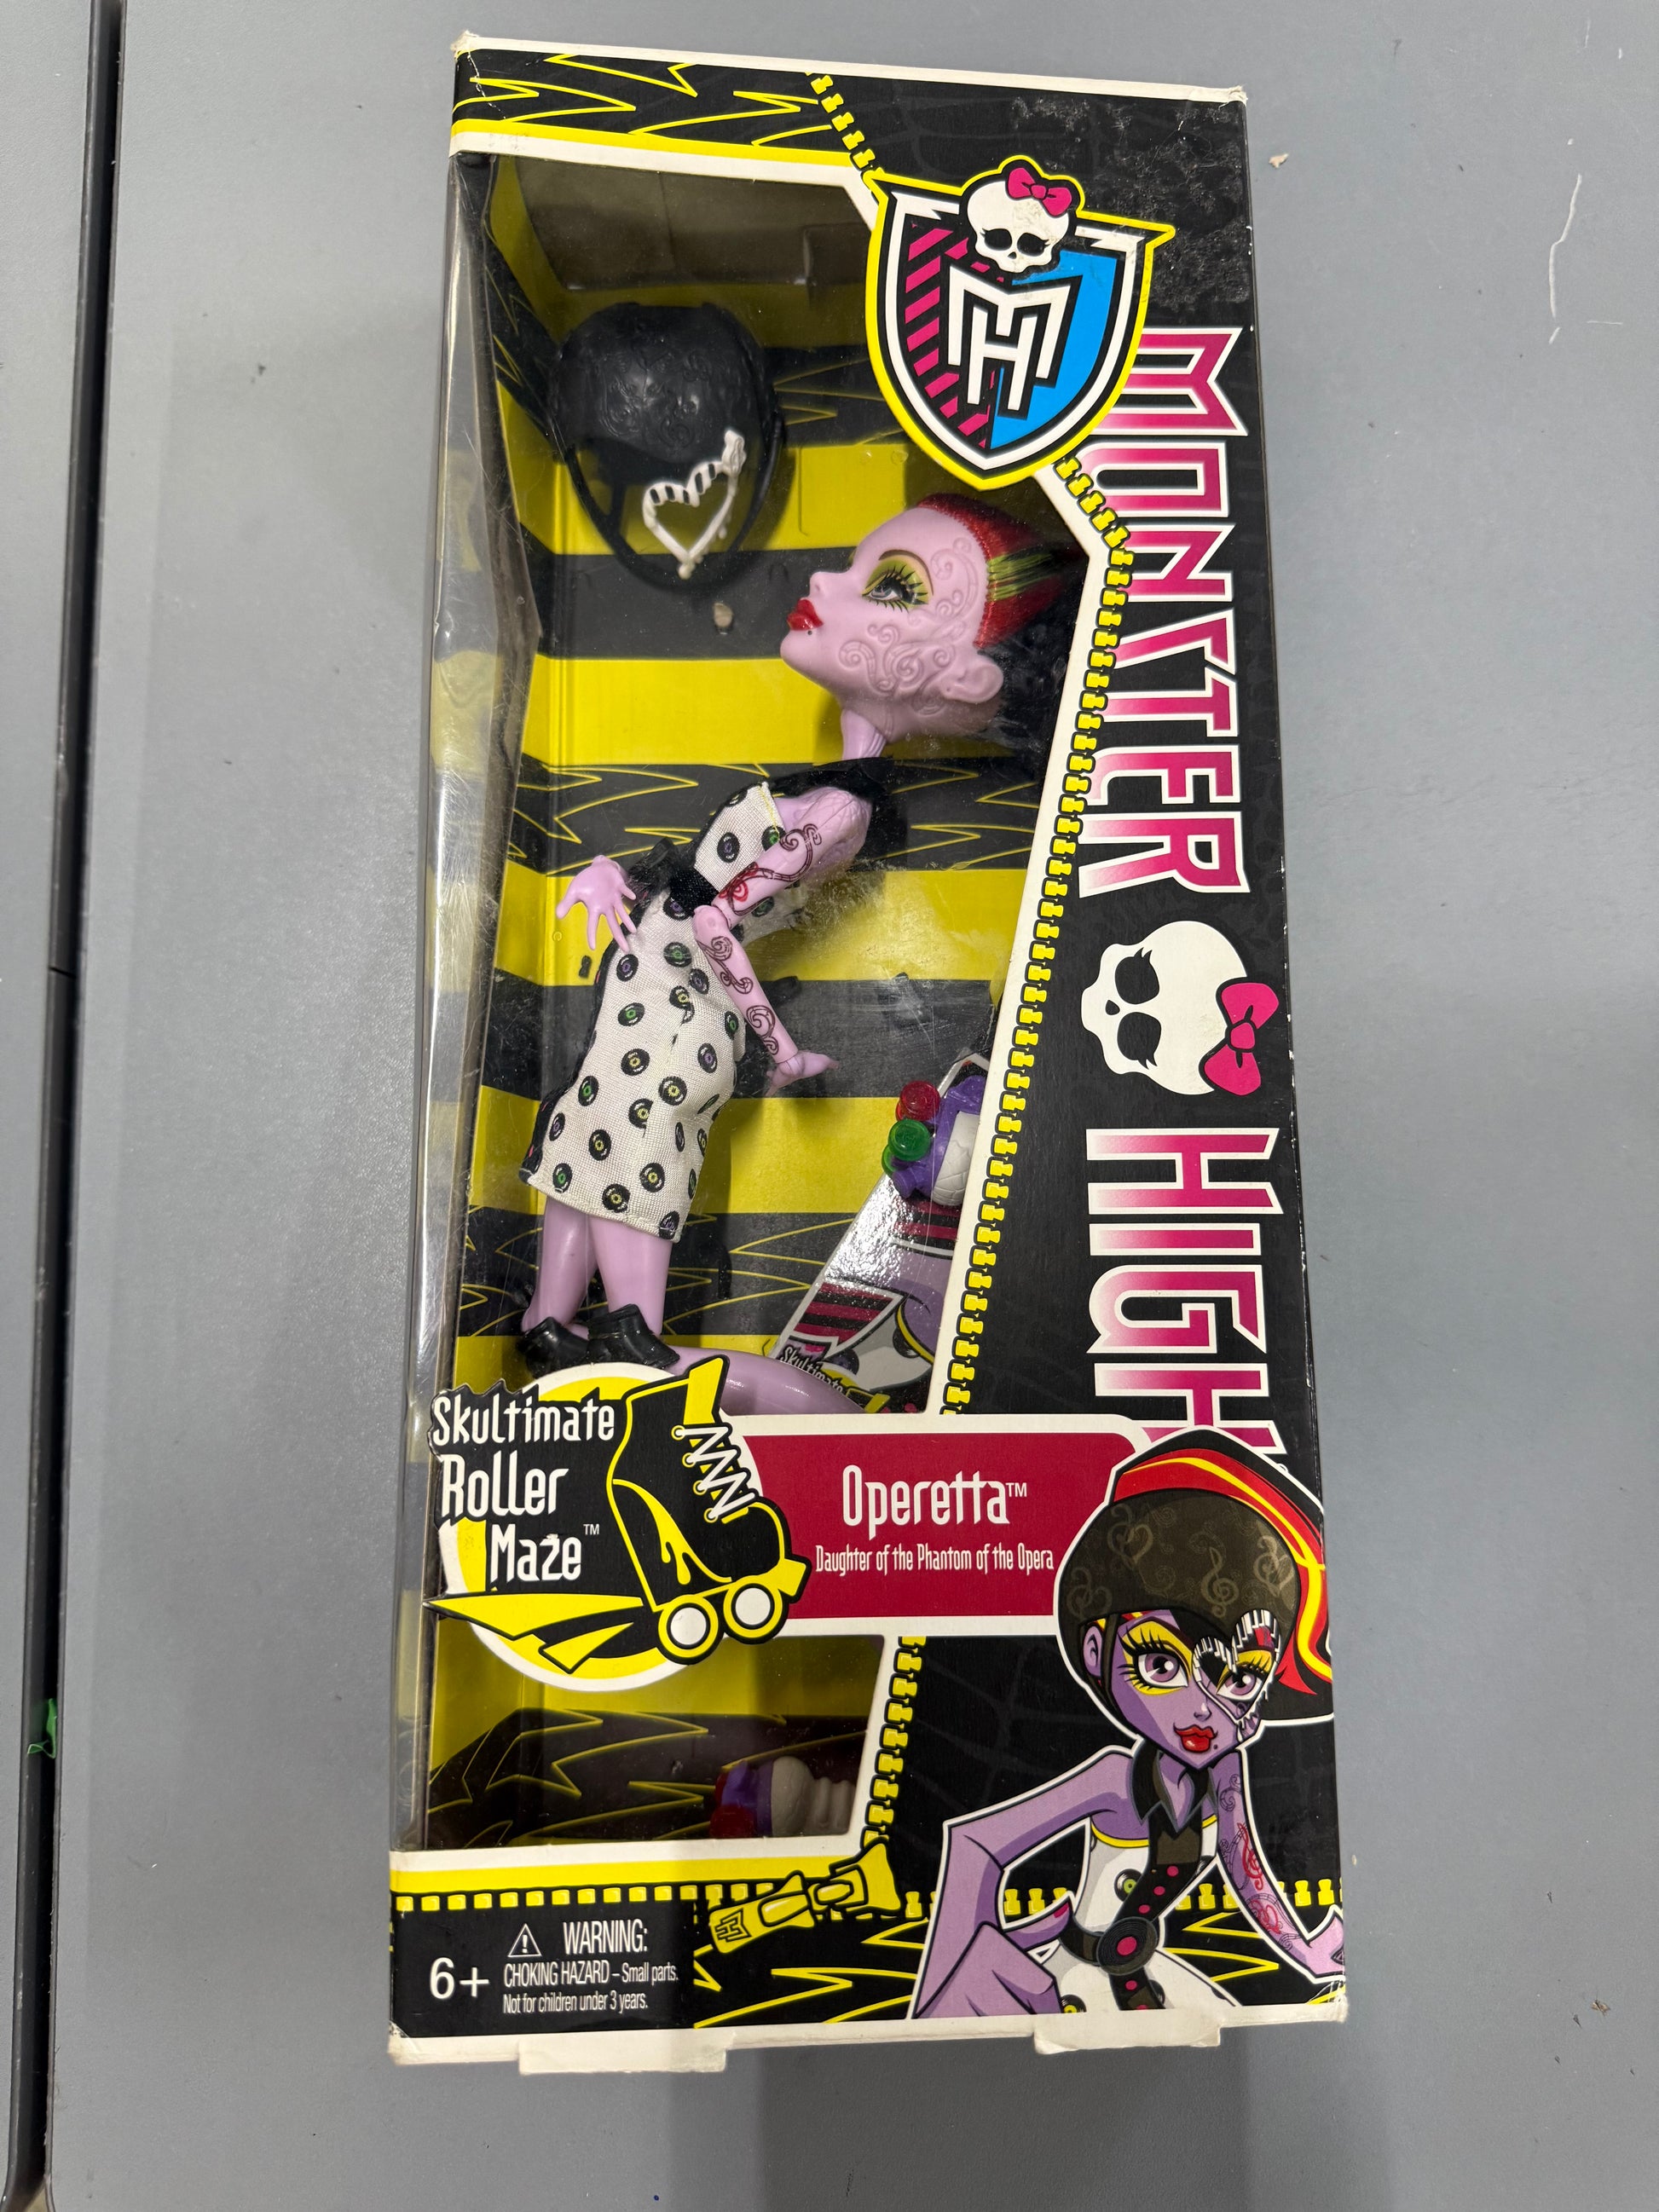 MH
MONSTER HIGH
Skultimate
Skultimate
Roller
Maze™
Operetta™
Daughter of the Phantom of the Opera
6+
WARNING:
CHOKING HAZARD – Small parts.
Not for children under 3 years.